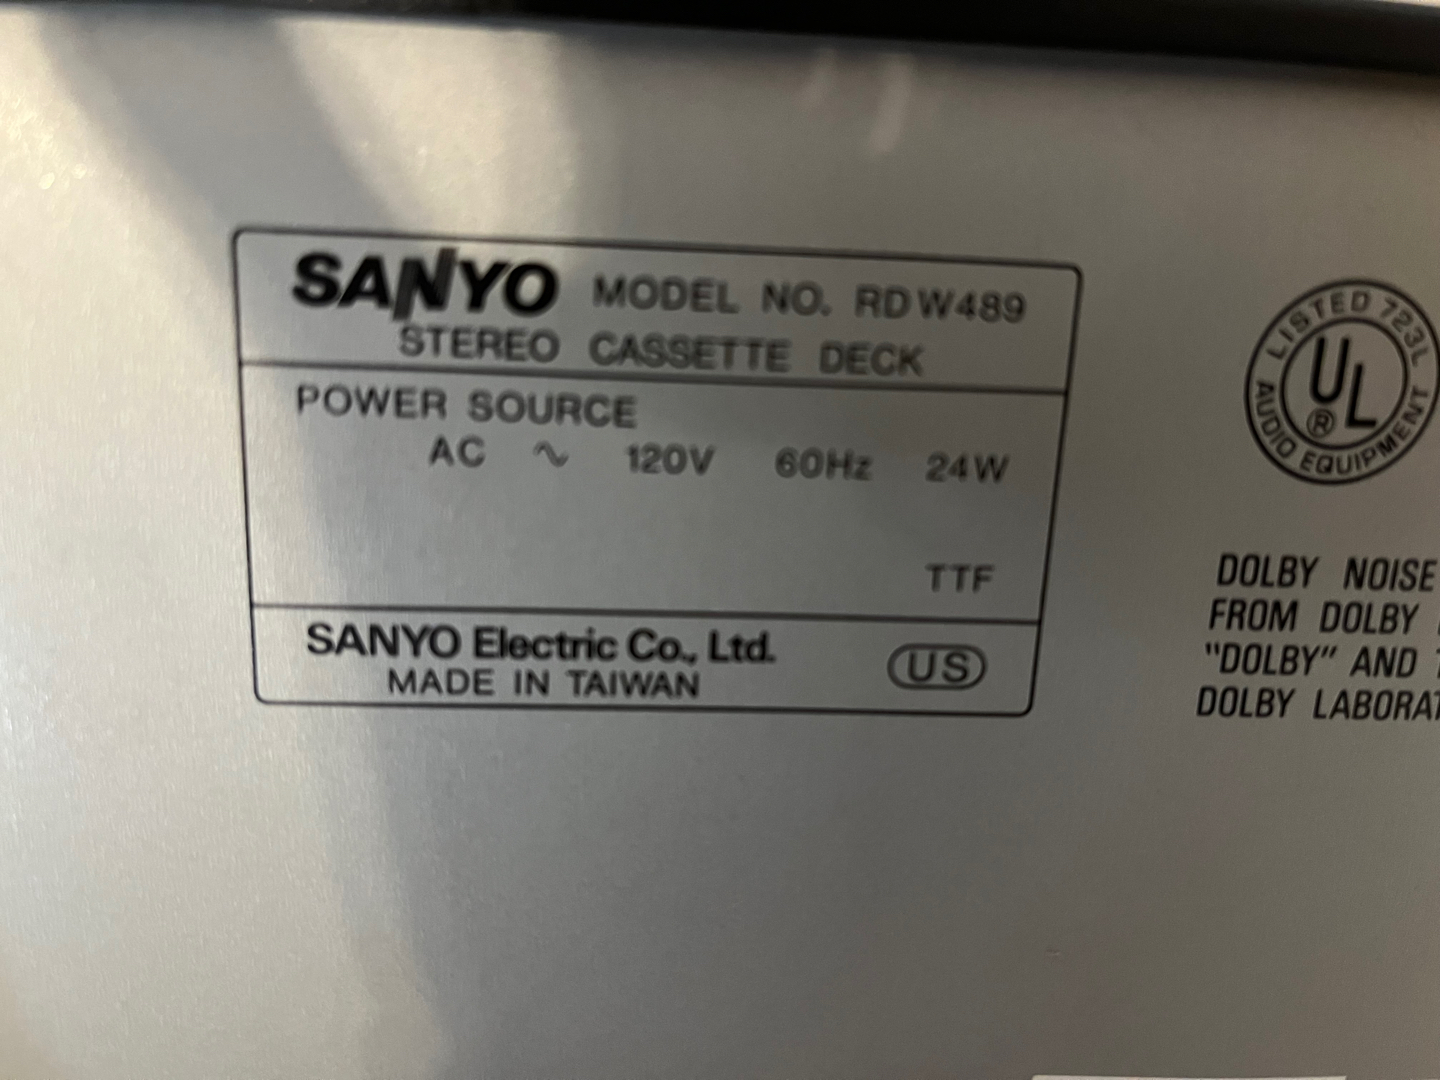 SANYO MODEL NO. RD W489
STEREO CASSETTE DECK
POWER SOURCE
AC ∿ 120V 60Hz 24W
TTF
SANYO Electric Co., Ltd.
MADE IN TAIWAN
US
LISTED 723L
UL®
AUDIO EQUIPMENT
DOLBY NOISE
FROM DOLBY
"DOLBY" AND
DOLBY